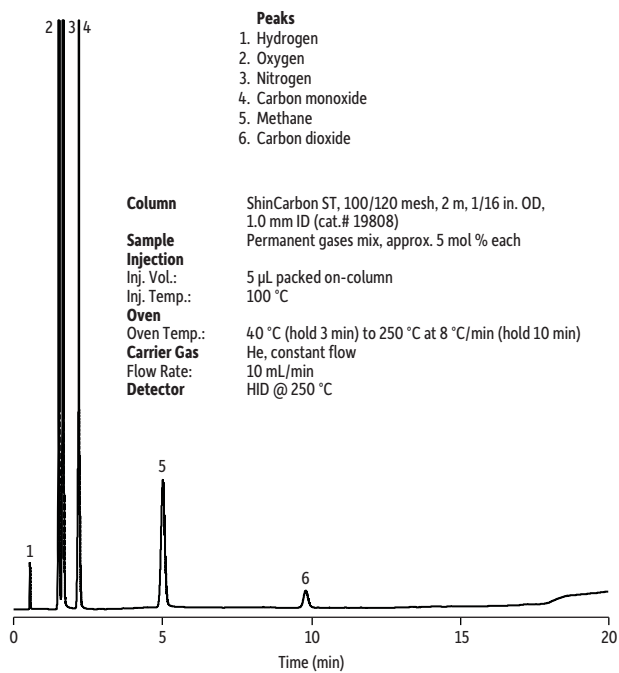 Peaks
1. Hydrogen
2. Oxygen
3. Nitrogen
4. Carbon monoxide
5. Methane
6. Carbon dioxide
2 3 4
Column ShinCarbon ST, 100/120 mesh, 2 m, 1/16 in. OD,
1.0 mm ID (cat.# 19808)
Sample Permanent gases mix, approx. 5 mol % each
Injection
Inj. Vol.: 5 µL packed on-column
Inj. Temp.: 100 °C
Oven
Oven Temp.: 40 °C (hold 3 min) to 250 °C at 8 °C/min (hold 10 min)
Carrier Gas He, constant flow
Flow Rate: 10 mL/min
Detector HID @ 250 °C
5
1
6
0 5 10 15 20
Time (min)